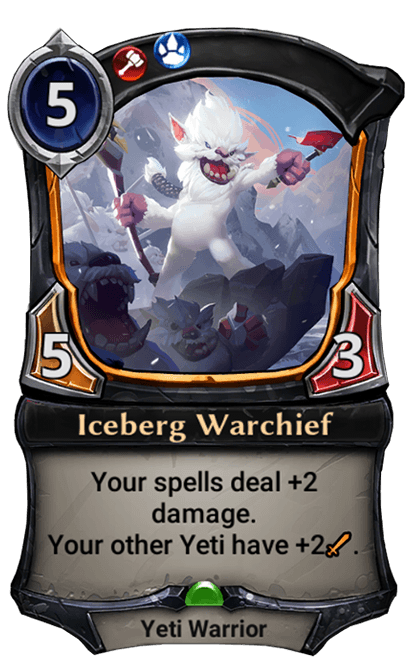 5
5
3
Iceberg Warchief
Your spells deal +2
damage.
Your other Yeti have +2.
Yeti Warrior